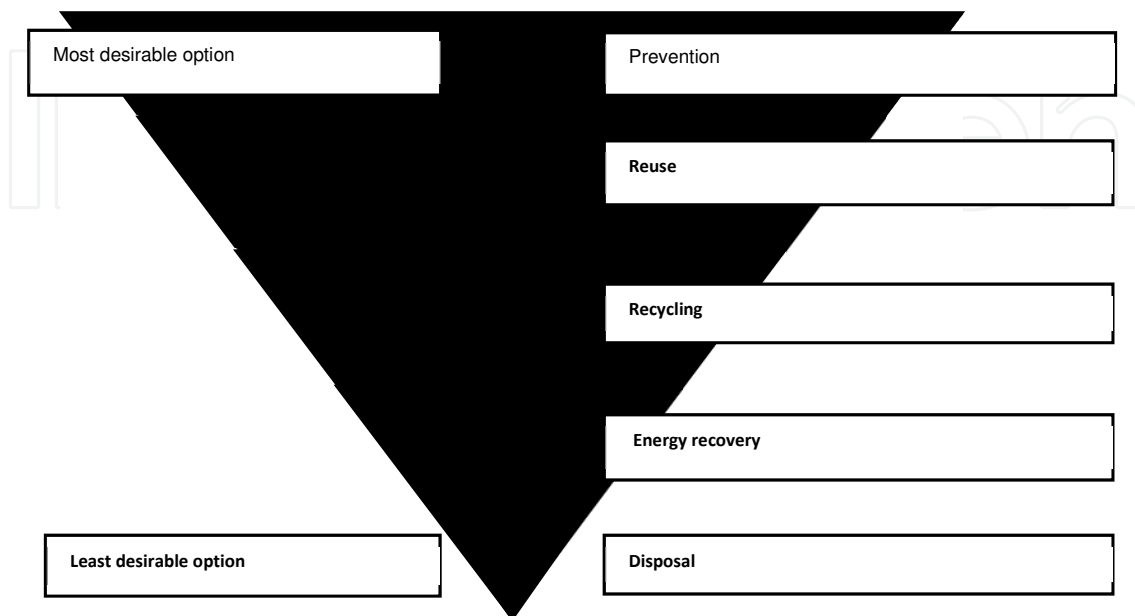 Most desirable option
Prevention
Reuse
Recycling
Energy recovery
Least desirable option
Disposal